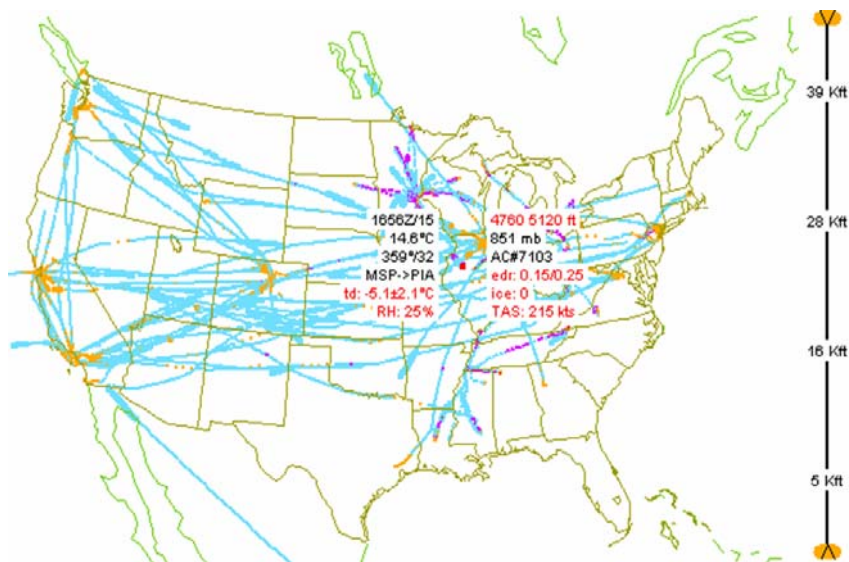 39 Kft
28 Kft
1656Z/15
14.6°C
359°/32
MSP->PIA
td: -5.1±2.1°C
RH: 25%
4760 5120 ft
851 mb
AC#7103
edr: 0.15/0.25
ice: 0
TAS: 215 kts
16 Kft
5 Kft